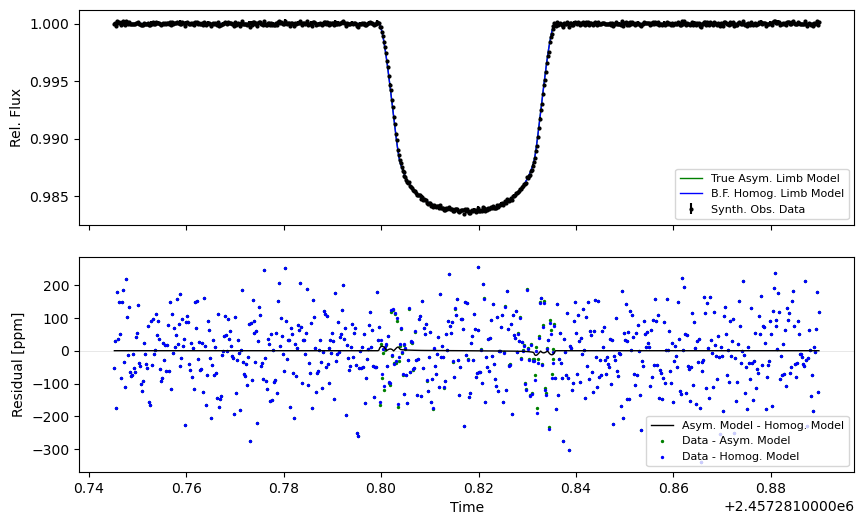 1.000
0.995
0.990
0.985
Rel. Flux
True Asym. Limb Model
B.F. Homog. Limb Model
Synth. Obs. Data
200
100
0
−100
−200
−300
Residual [ppm]
Asym. Model - Homog. Model
Data - Asym. Model
Data - Homog. Model
0.74 0.76 0.78 0.80 0.82 0.84 0.86 0.88
Time
+2.4572810000e6